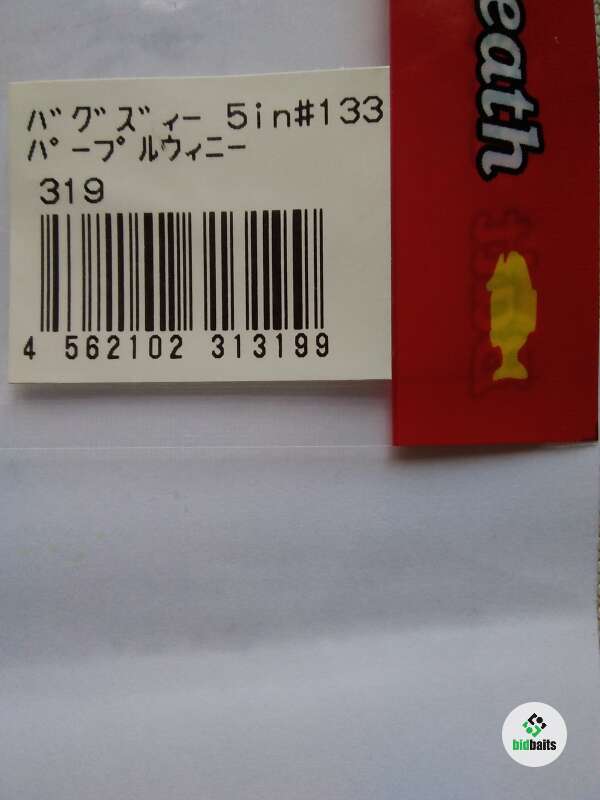 バグズィー 5in#133
パープルウィニー
319
4 562102 313199
eath
bidbaits